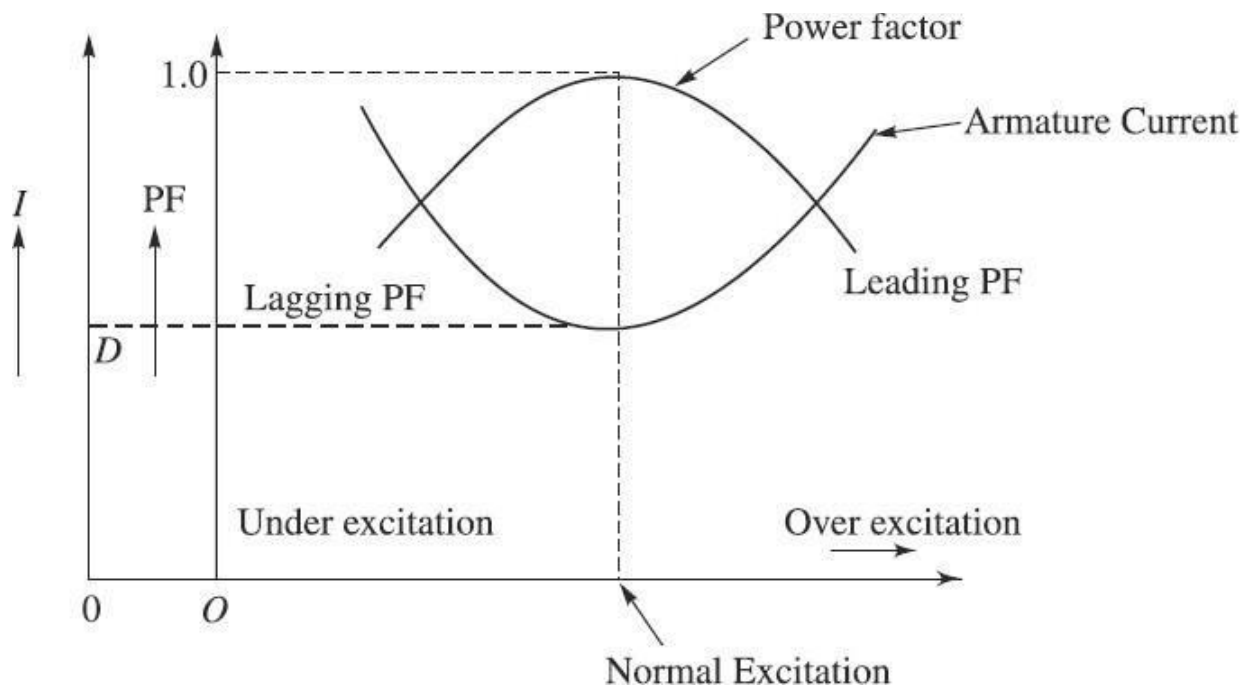 Power factor
1.0
Armature Current
I
PF
Lagging PF
Leading PF
D
Under excitation
Over excitation
0
O
Normal Excitation